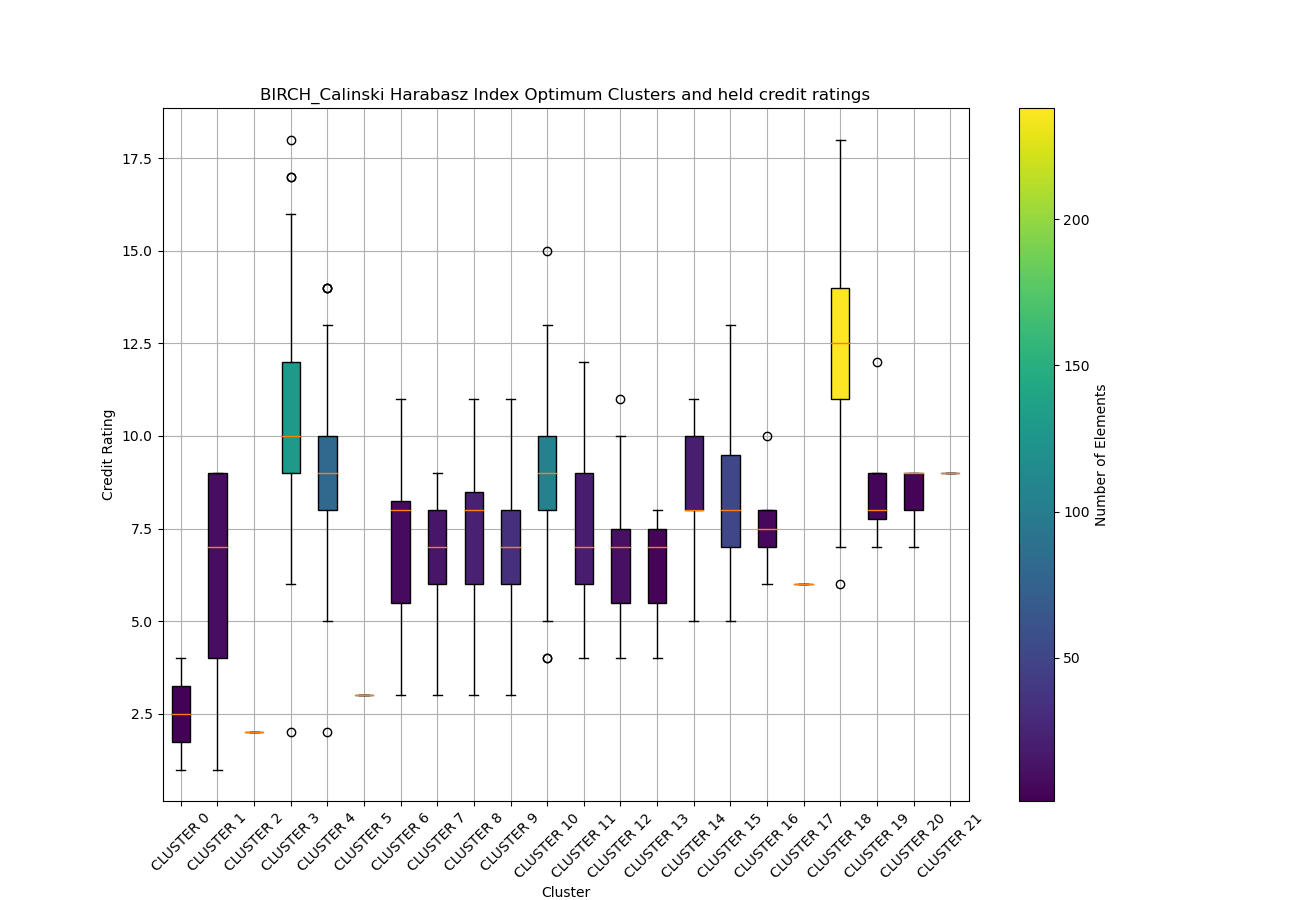 BIRCH_Calinski Harabasz Index Optimum Clusters and held credit ratings
17.5
15.0
12.5
10.0
7.5
5.0
2.5
Credit Rating
CLUSTER 0
CLUSTER 1
CLUSTER 2
CLUSTER 3
CLUSTER 4
CLUSTER 5
CLUSTER 6
CLUSTER 7
CLUSTER 8
CLUSTER 9
CLUSTER 10
CLUSTER 11
CLUSTER 12
CLUSTER 13
CLUSTER 14
CLUSTER 15
CLUSTER 16
CLUSTER 17
CLUSTER 18
CLUSTER 19
CLUSTER 20
CLUSTER 21
Cluster
200
150
100
50
Number of Elements